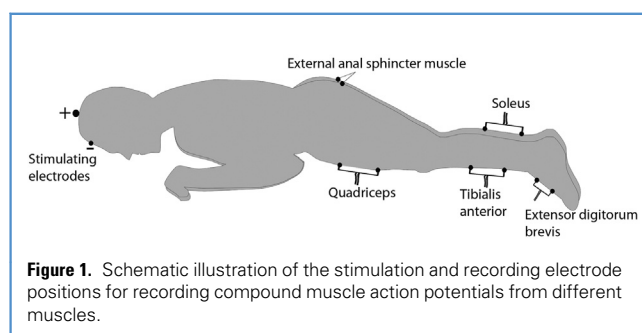 External anal sphincter muscle
Soleus
+
-
Stimulating
electrodes
Quadriceps
Tibialis
anterior
Extensor digitorum
brevis
Figure 1. Schematic illustration of the stimulation and recording electrode
positions for recording compound muscle action potentials from different
muscles.